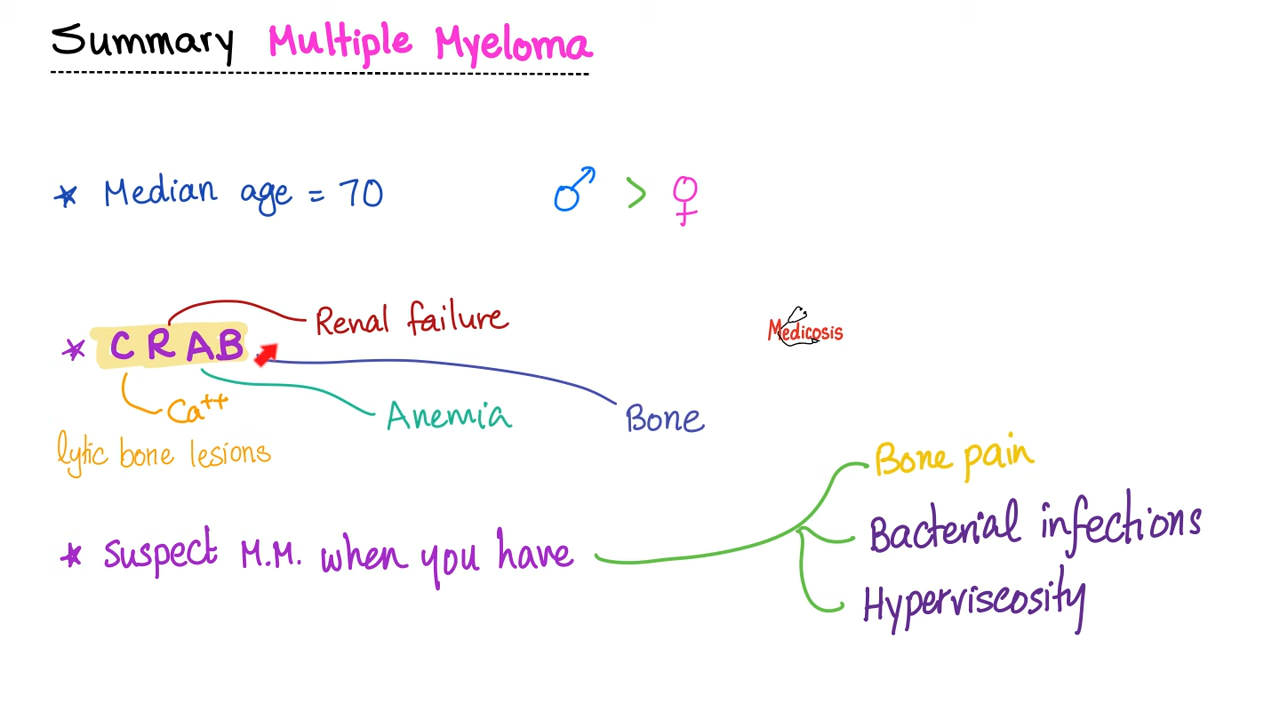 Summary Multiple Myeloma
* Median age = 70 ♂ > ♀
Renal failure
* CRAB
Medicosis
Ca++
Anemia
Bone
lytic bone lesions
Bone pain
* Suspect M.M. when you have
Bacterial infections
Hyperviscosity